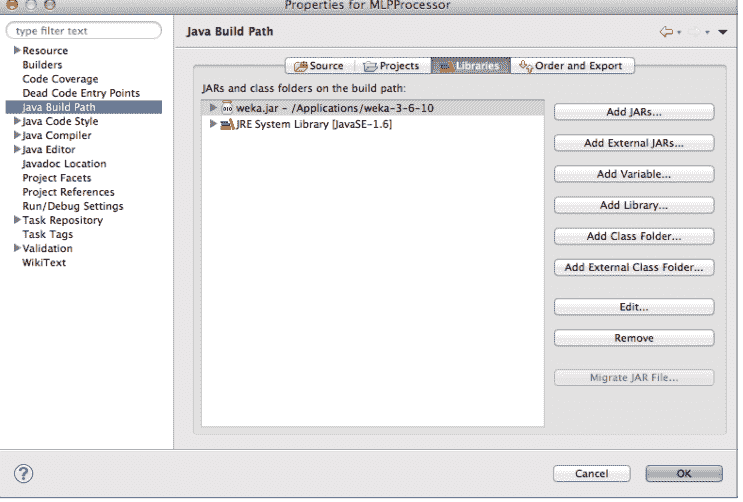 Properties for MLPProcessor
type filter text
Java Build Path
Resource
Builders
Code Coverage
Dead Code Entry Points
Java Build Path
Java Code Style
Java Compiler
Java Editor
Javadoc Location
Project Facets
Project References
Run/Debug Settings
Task Repository
Task Tags
Validation
WikiText
Source Projects Libraries Order and Export
JARs and class folders on the build path:
010 weka.jar - /Applications/weka-3-6-10
JRE System Library [JavaSE-1.6]
Add JARs...
Add External JARs...
Add Variable...
Add Library...
Add Class Folder...
Add External Class Folder...
Edit...
Remove
Migrate JAR File...
?
Cancel OK